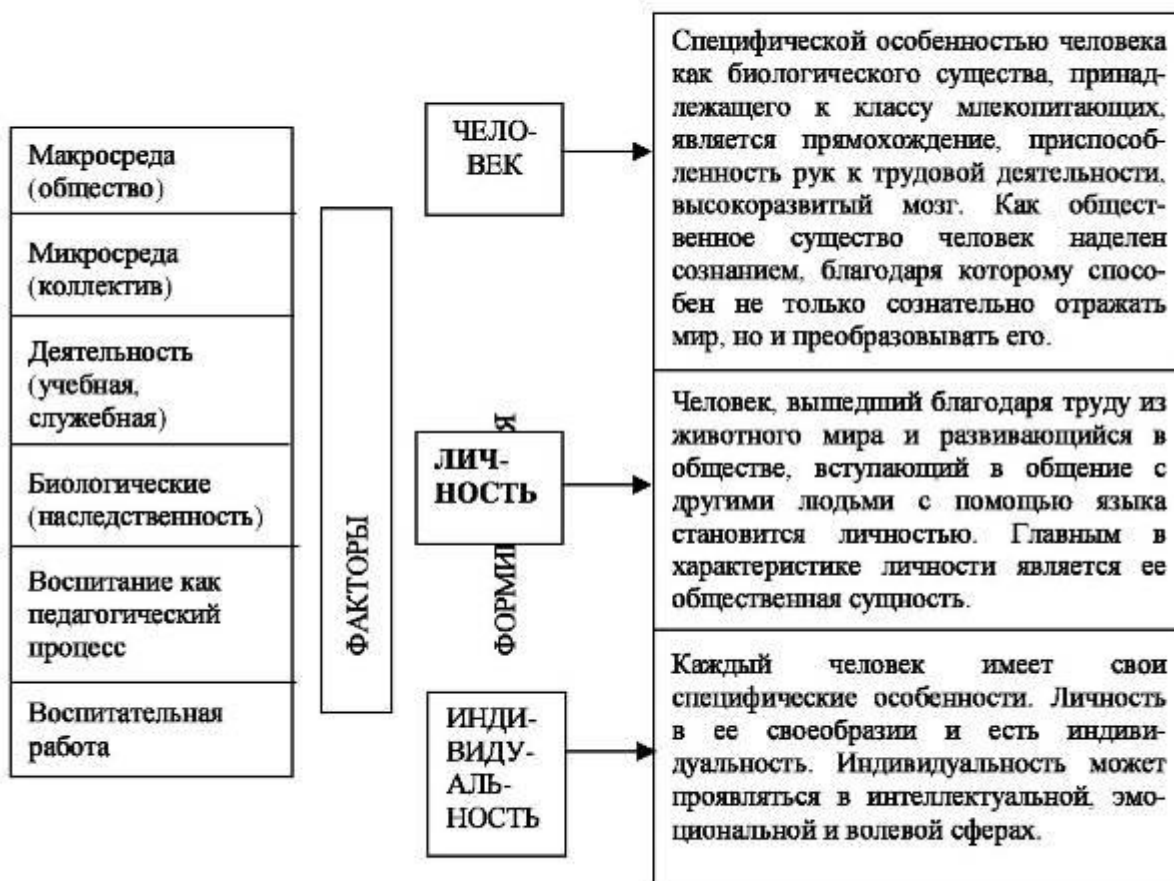 Макросреда
(общество)
Микросреда
(коллектив)
Деятельность
(учебная,
служебная)
Биологические
(наследственность)
Воспитание как
педагогический
процесс
Воспитательная
работа
ФАКТОРЫ
ЧЕЛО-
ВЕК
ЛИЧ-
НОСТЬ
ИНДИ-
ВИДУ-
АЛЬ-
НОСТЬ
Специфической особенностью человека
как биологического существа, принад-
лежащего к классу млекопитающих,
является прямохождение, приспособ-
ленность рук к трудовой деятельности,
высокоразвитый мозг. Как общест-
венное существо человек наделен
сознанием, благодаря которому спосо-
бен не только сознательно отражать
мир, но и преобразовывать его.
Человек, вышедший благодаря труду из
животного мира и развивающийся в
обществе, вступающий в общение с
другими людьми с помощью языка
становится личностью. Главным в
характеристике личности является ее
общественная сущность.
Каждый человек имеет свои
специфические особенности. Личность
в ее своеобразии и есть индиви-
дуальность. Индивидуальность может
проявляться в интеллектуальной, эмо-
циональной и волевой сферах.